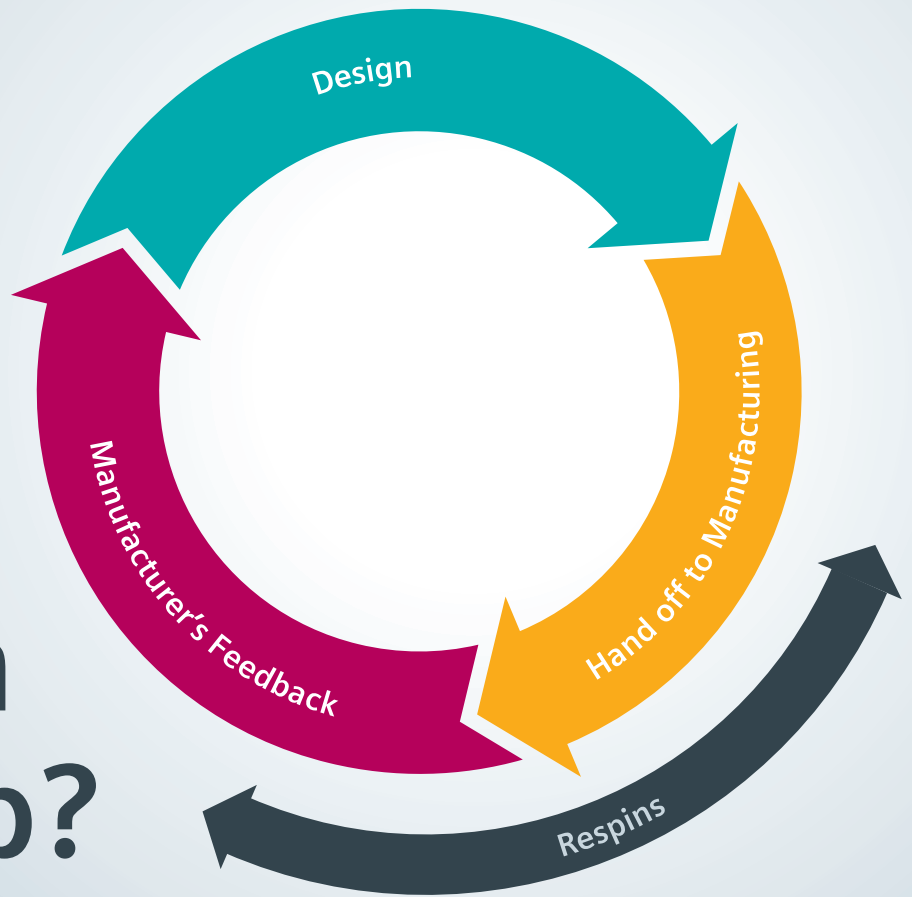 Design
Hand off to Manufacturing
Manufacturer's Feedback
Respins